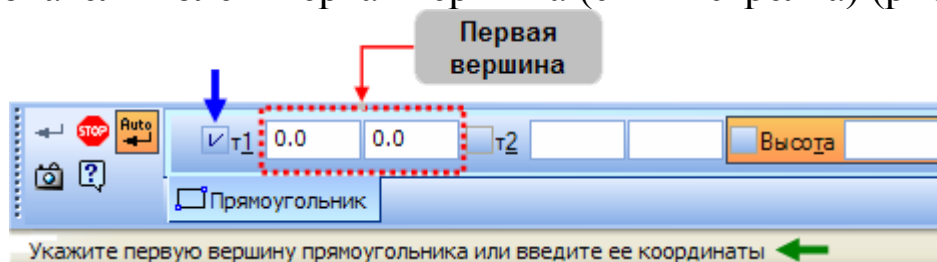 Первая
вершина
STOP Auto
т1 0.0 0.0 т2 Высота
Прямоугольник
Укажите первую вершину прямоугольника или введите ее координаты